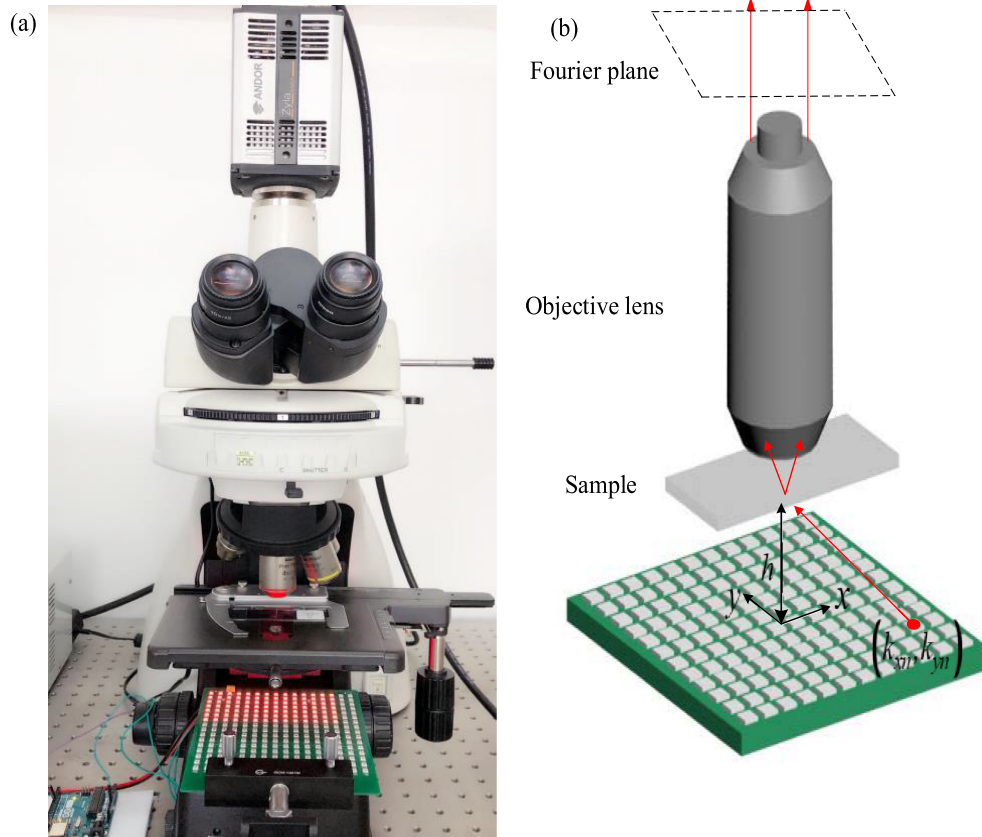 (a)
ANDOR
Zyla
(b)
Fourier plane
Objective lens
Sample
h
y
x
(k_xn, k_yn)